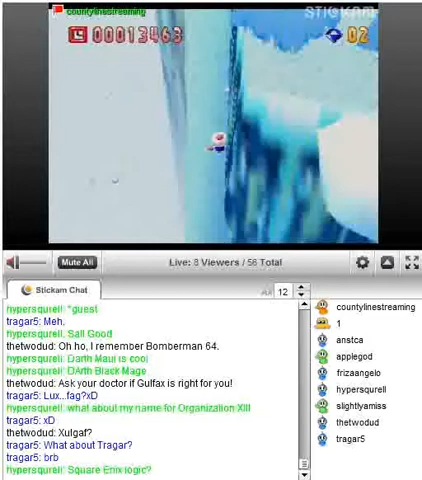 countylinestreaming
STICKAM
00013463
02
Mute All
Live: 8 Viewers / 56 Total
Stickam Chat
12
hypersqurell: *guest
tragar5: Meh.
hypersqurell: Sall Good
thetwodud: Oh ho, I remember Bomberman 64.
hypersqurell: Darth Maul is cool
hypersqurell: DArth Black Mage
thetwodud: Ask your doctor if Gulfax is right for you!
tragar5: Lux...fag?xD
hypersqurell: what about my name for Organization XIII
tragar5: xD
thetwodud: Xulgaf?
tragar5: What about Tragar?
tragar5: brb
hypersqurell: Square Enix logic?
countylinestreaming
1
anstca
applegod
frizaangelo
hypersqurell
slightlyamiss
thetwodud
tragar5